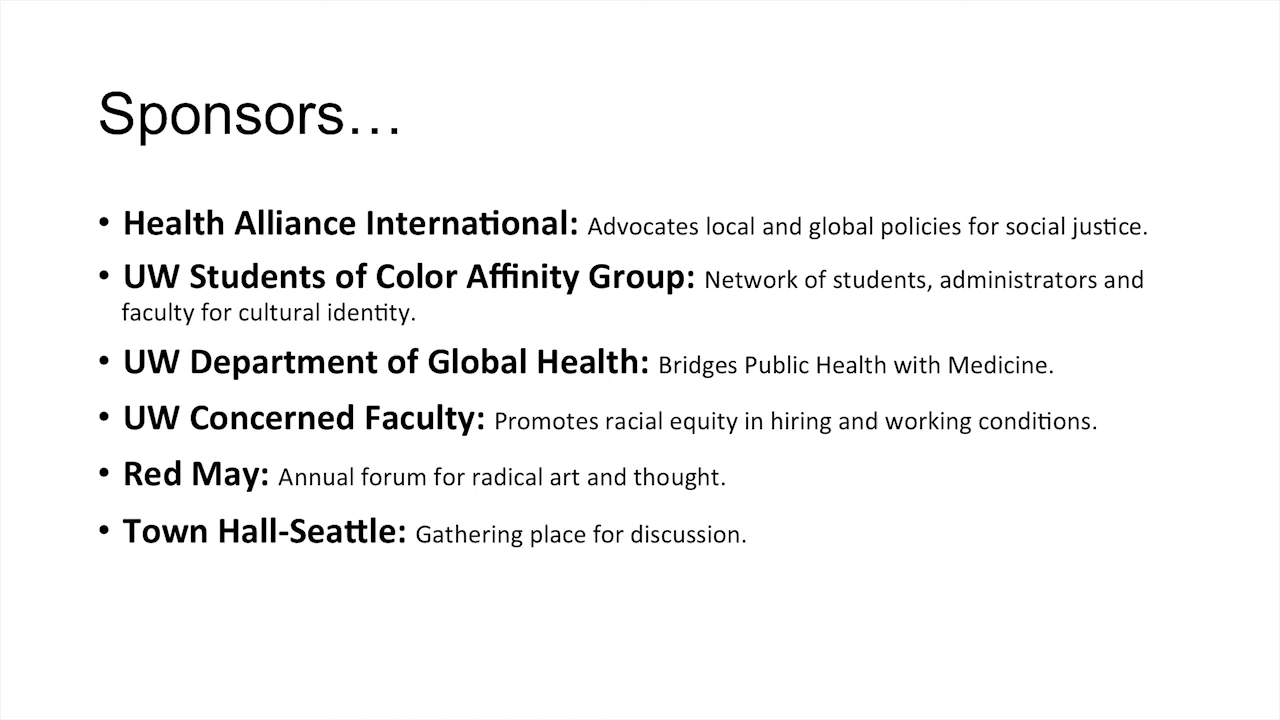 Sponsors…
• Health Alliance International: Advocates local and global policies for social justice.
• UW Students of Color Affinity Group: Network of students, administrators and
faculty for cultural identity.
• UW Department of Global Health: Bridges Public Health with Medicine.
• UW Concerned Faculty: Promotes racial equity in hiring and working conditions.
• Red May: Annual forum for radical art and thought.
• Town Hall-Seattle: Gathering place for discussion.